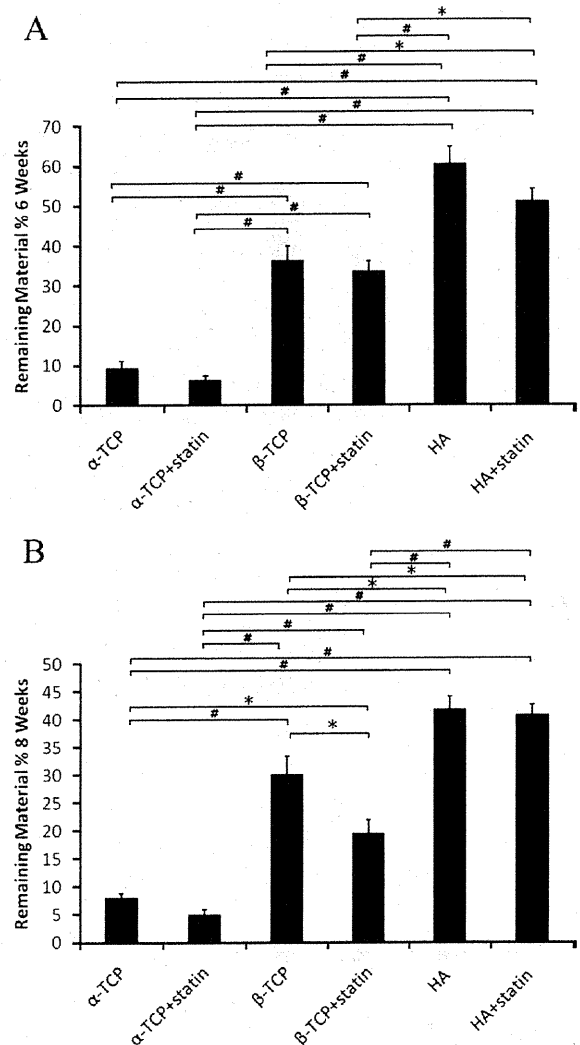 A
*
#
*
#
#
#
#
#
Remaining Material % 6 Weeks
70
60
50
40
30
20
10
0
#
#
#
#
α-TCP
α-TCP+statin
β-TCP
β-TCP+statin
HA
HA+statin
B
#
#
*
*
#
#
#
#
#
#
*
#
*
Remaining Material % 8 Weeks
50
45
40
35
30
25
20
15
10
5
0
α-TCP
α-TCP+statin
β-TCP
β-TCP+statin
HA
HA+statin